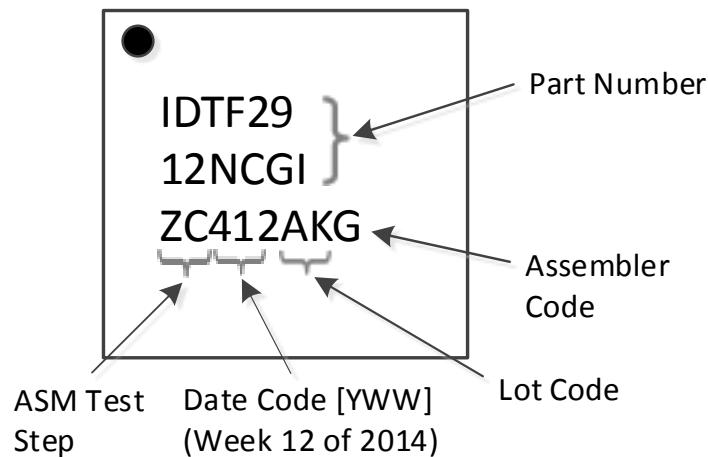 IDTF29
12NCGI
ZC412AKG
Part Number
Assembler
Code
Lot Code
Date Code [YWW]
(Week 12 of 2014)
ASM Test
Step